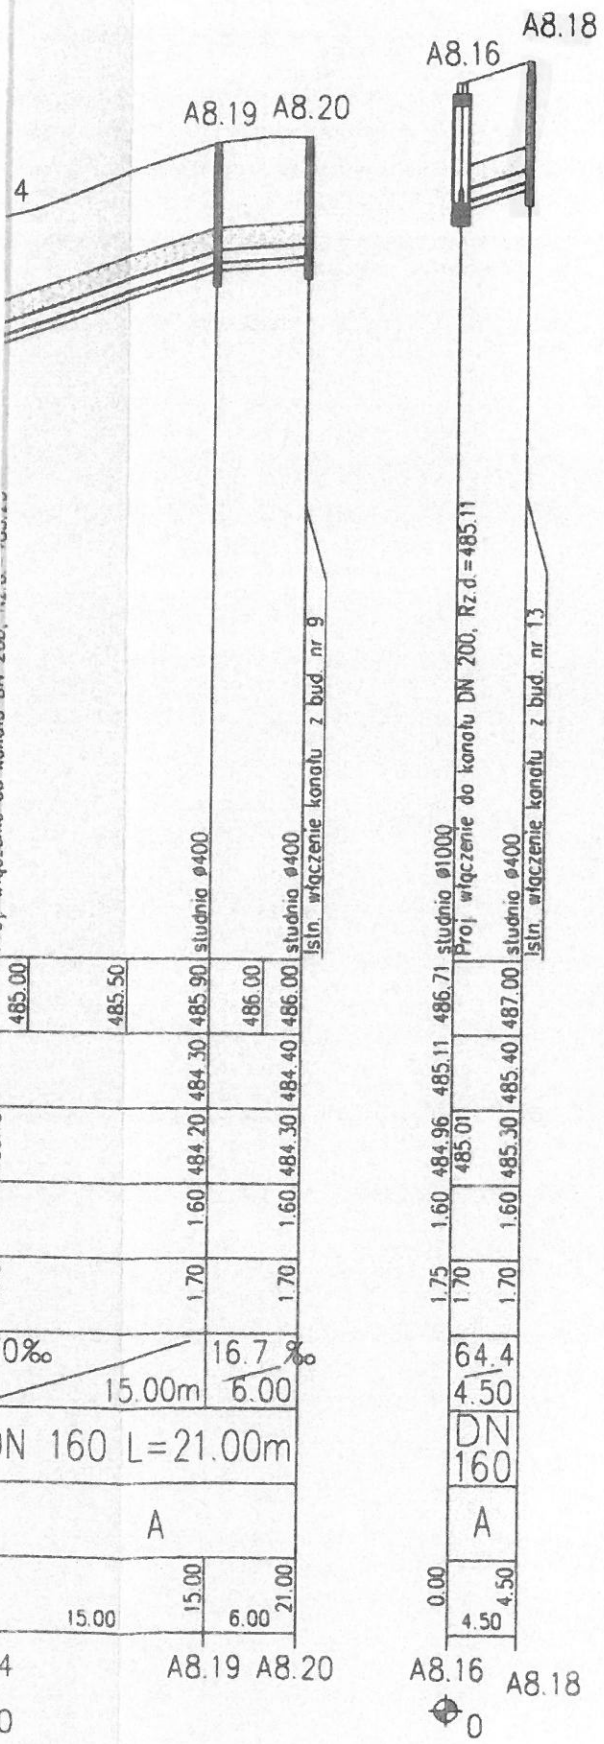 A8.18
A8.16
A8.19 A8.20
4
Istn. włączenie kanału z bud. nr 9
Proj. włączenie do kanału DN 200, Rz.d.=485.11
Istn. włączenie kanału z bud. nr 13
studnia ø400
studnia ø400
studnia ø1000
studnia ø400
485.00 485.50 485.90 486.00 486.00 486.71 487.00
484.30 484.40 485.11 485.40
484.20 484.30 484.96 485.01 485.30
1.60 1.60 1.60 1.60
1.70 1.70 1.75 1.70 1.70
0‰ 16.7 ‰ 64.4
15.00m 6.00 4.50
DN 160 L=21.00m DN
160
A A
15.00 21.00 0.00 4.50
15.00 6.00 4.50
4 A8.19 A8.20 A8.16 A8.18
0 0